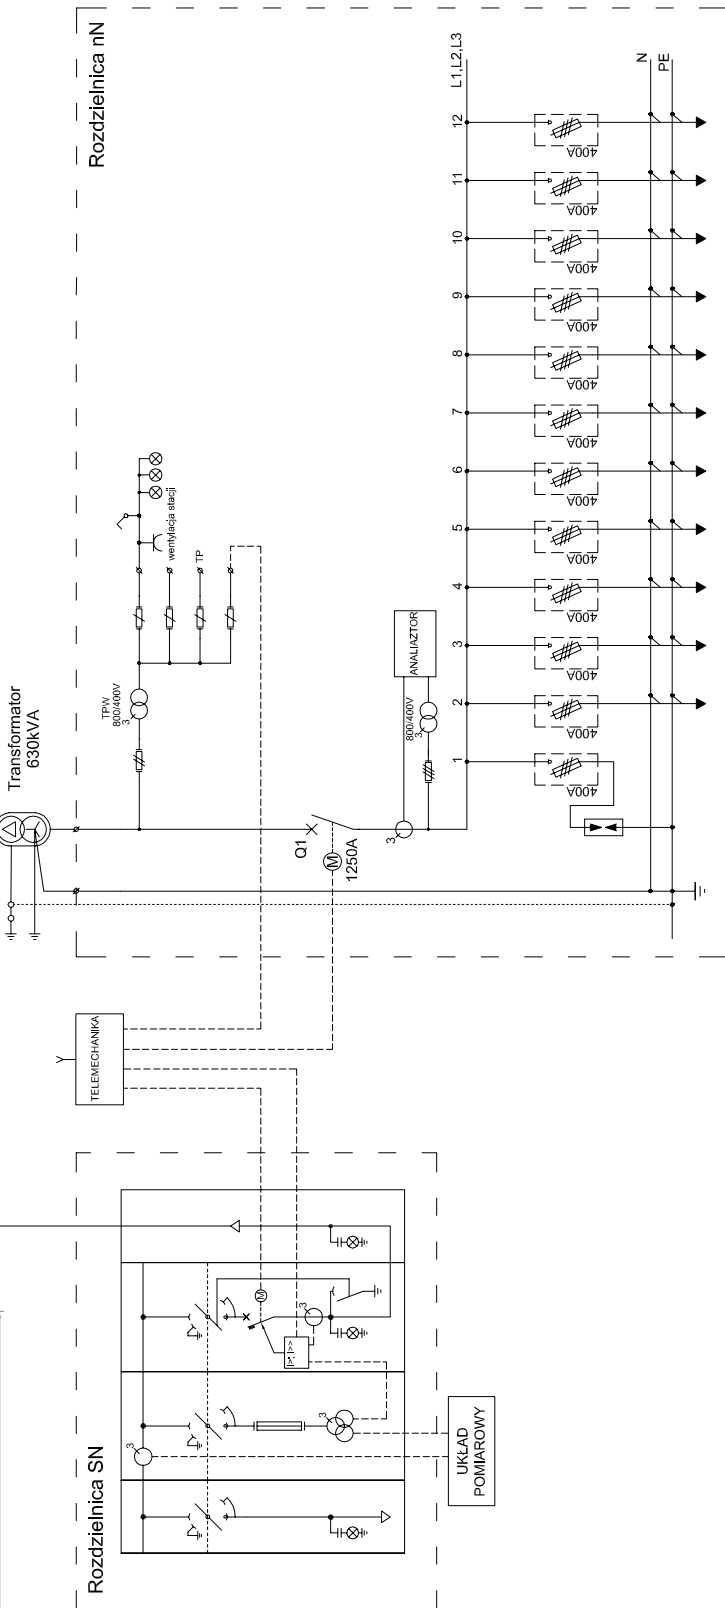 Rozdzielnica nN
Transformator
630kVA
TPW
800/400V
3
wentylacja stacji
TP
Q1
M
1250A
3
800/400V
3
ANALIAZTOR
L1,L2,L3
N
PE
12
11
10
9
8
7
6
5
4
3
2
1
400A
400A
400A
400A
400A
400A
400A
400A
400A
400A
400A
400A
TELEMECHANIKA
Rozdzielnica SN
M
3
I>, I>>
3
3
UKŁAD
POMIAROWY